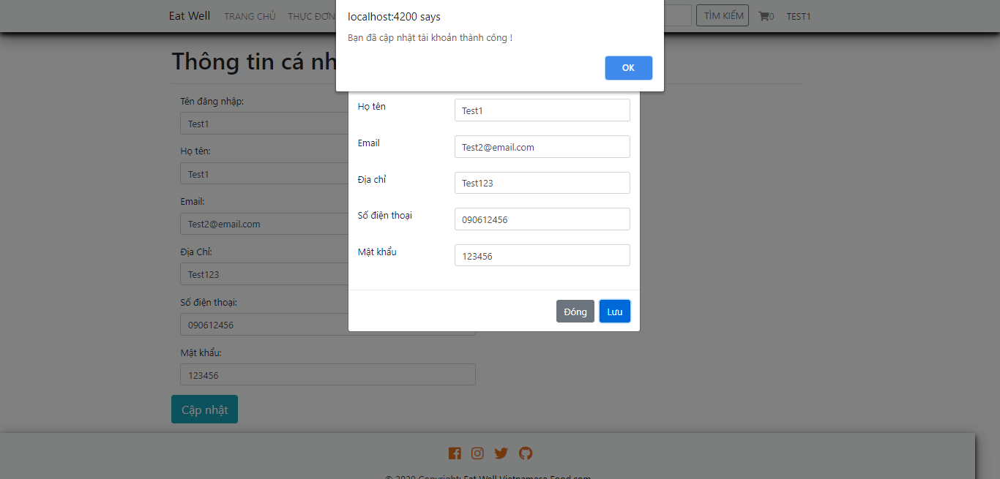 Eat Well TRANG CHỦ THỰC ĐƠN TÌM KIẾM 0 TEST1
localhost:4200 says
Bạn đã cập nhật tài khoản thành công !
OK
Thông tin cá nh
Tên đăng nhập:
Test1
Họ tên:
Test1
Email:
Test2@email.com
Địa Chỉ:
Test123
Số điện thoại:
090612456
Mật khẩu:
123456
Cập nhật
Họ tên Test1
Email Test2@email.com
Địa chỉ Test123
Số điện thoại 090612456
Mật khẩu 123456
Đóng Lưu
© 2020 Copyright: Eat Well Vietnamese Food.com